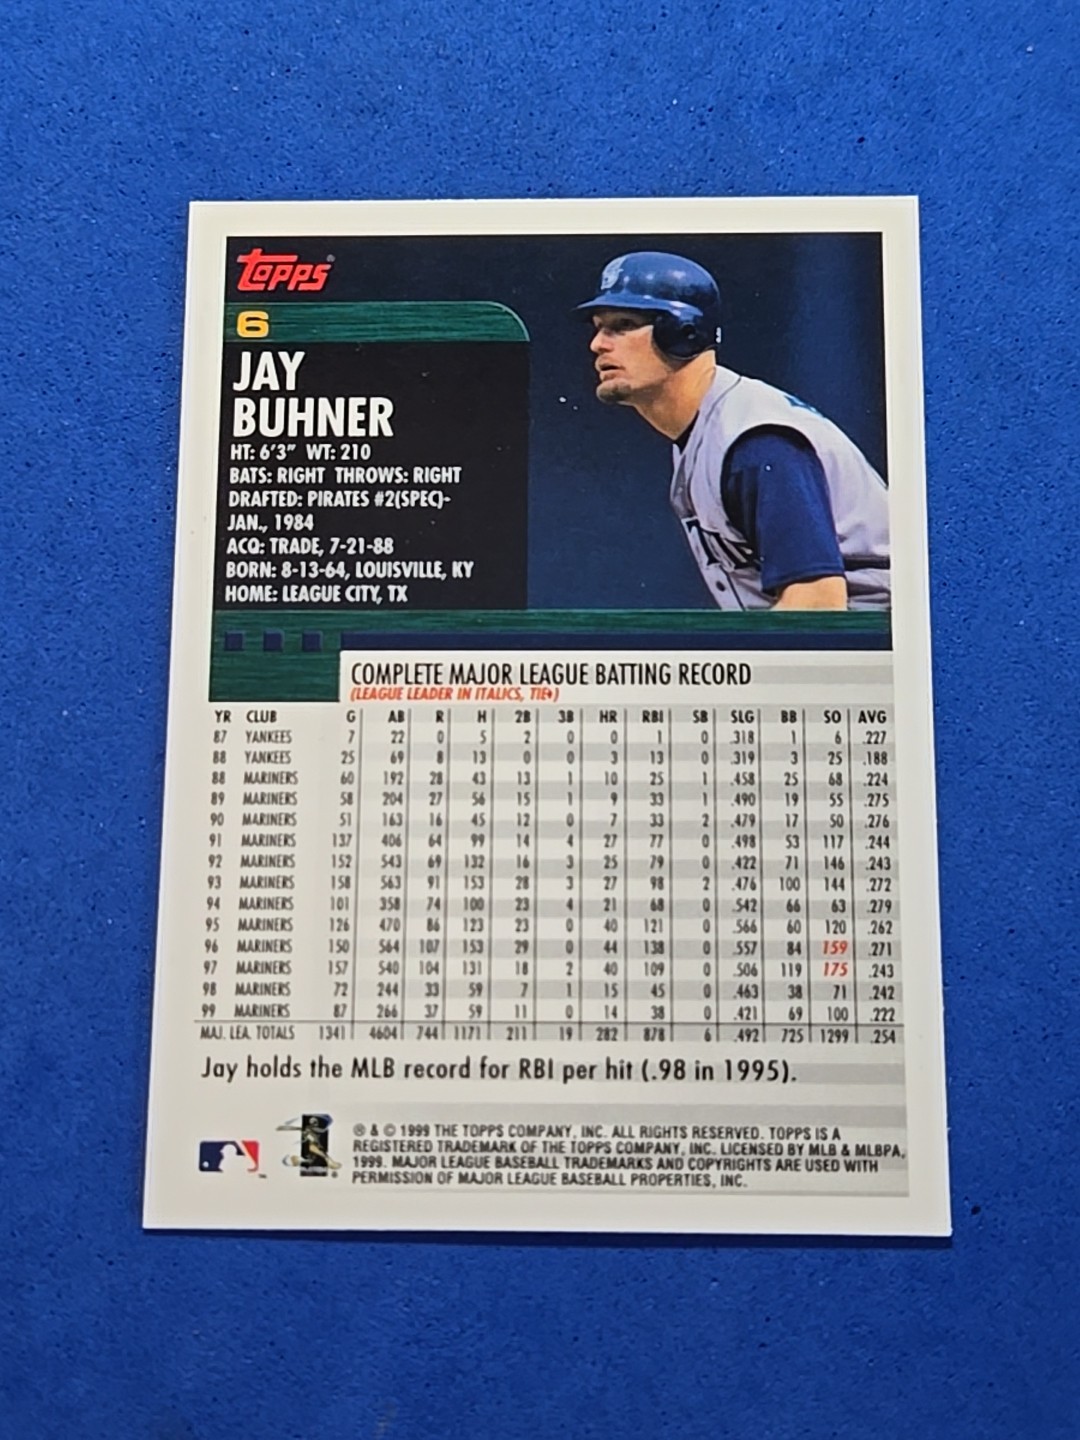 Topps®
6
JAY
BUHNER
HT: 6'3" WT: 210
BATS: RIGHT THROWS: RIGHT
DRAFTED: PIRATES #2(SPEC)-
JAN., 1984
ACQ: TRADE, 7-21-88
BORN: 8-13-64, LOUISVILLE, KY
HOME: LEAGUE CITY, TX
COMPLETE MAJOR LEAGUE BATTING RECORD
(LEAGUE LEADER IN ITALICS, TIE♦)
YR CLUB G AB R H 2B 3B HR RBI SB SLG BB SO AVG
87 YANKEES 7 22 0 5 2 0 0 1 0 .318 1 6 .227
88 YANKEES 25 69 8 13 0 0 3 13 0 .319 3 25 .188
88 MARINERS 60 192 28 43 13 1 10 25 1 .458 25 68 .224
89 MARINERS 58 204 27 56 15 1 9 33 1 .490 19 55 .275
90 MARINERS 51 163 16 45 12 0 7 33 2 .479 17 50 .276
91 MARINERS 137 406 64 99 14 4 27 77 0 .498 53 117 .244
92 MARINERS 152 543 69 132 16 3 25 79 0 .422 71 146 .243
93 MARINERS 158 563 91 153 28 3 27 98 2 .476 100 144 .272
94 MARINERS 101 358 74 100 23 4 21 68 0 .542 66 63 .279
95 MARINERS 126 470 86 123 23 0 40 121 0 .566 60 120 .262
96 MARINERS 150 564 107 153 29 0 44 138 0 .557 84 159 .271
97 MARINERS 157 540 104 131 18 2 40 109 0 .506 119 175 .243
98 MARINERS 72 244 33 59 7 1 15 45 0 .463 38 71 .242
99 MARINERS 87 266 37 59 11 0 14 38 0 .421 69 100 .222
MAJ. LEA. TOTALS 1341 4604 744 1171 211 19 282 878 6 .492 725 1299 .254
Jay holds the MLB record for RBI per hit (.98 in 1995).
® & © 1999 THE TOPPS COMPANY, INC. ALL RIGHTS RESERVED. TOPPS IS A
REGISTERED TRADEMARK OF THE TOPPS COMPANY, INC. LICENSED BY MLB & MLBPA,
1999. MAJOR LEAGUE BASEBALL TRADEMARKS AND COPYRIGHTS ARE USED WITH
PERMISSION OF MAJOR LEAGUE BASEBALL PROPERTIES, INC.